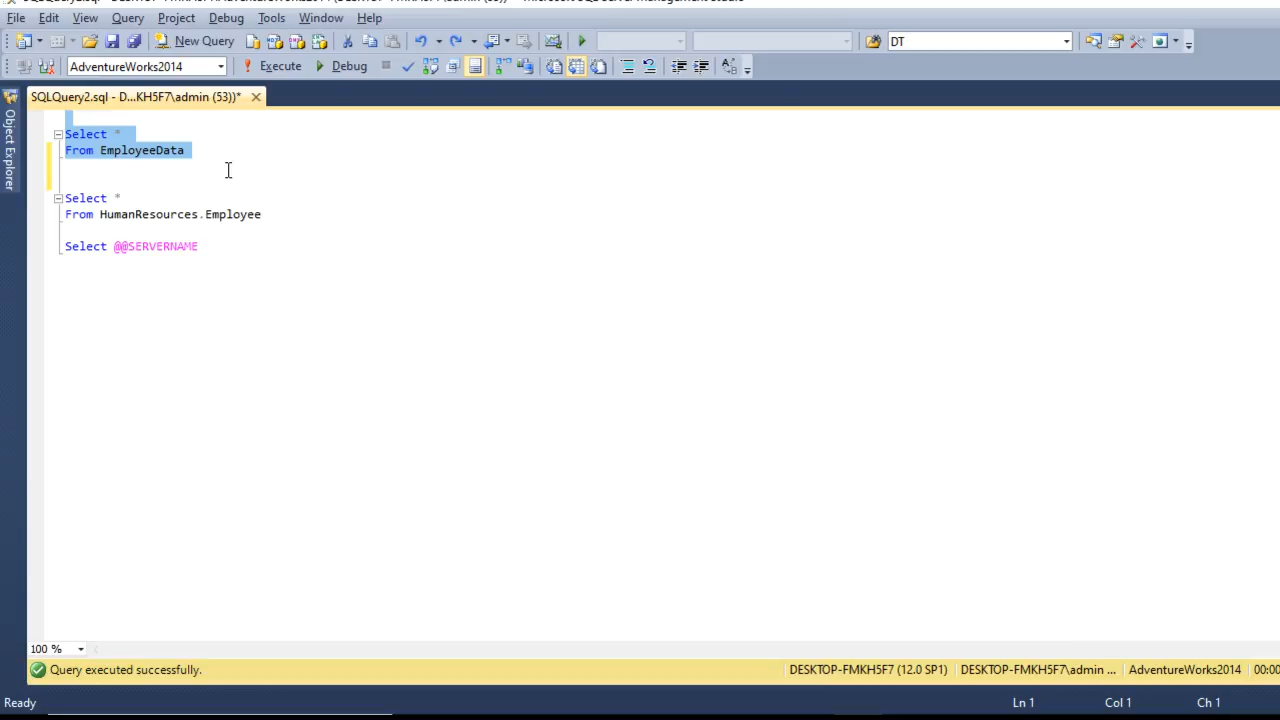 File Edit View Query Project Debug Tools Window Help
New Query DT
AdventureWorks2014 Execute Debug
SQLQuery2.sql - D...KH5F7\admin (53))*
Object Explorer
Select *
From EmployeeData
Select *
From HumanResources.Employee
Select @@SERVERNAME
100 %
Query executed successfully. DESKTOP-FMKH5F7 (12.0 SP1) DESKTOP-FMKH5F7\admin ... AdventureWorks2014 00:00
Ready Ln 1 Col 1 Ch 1